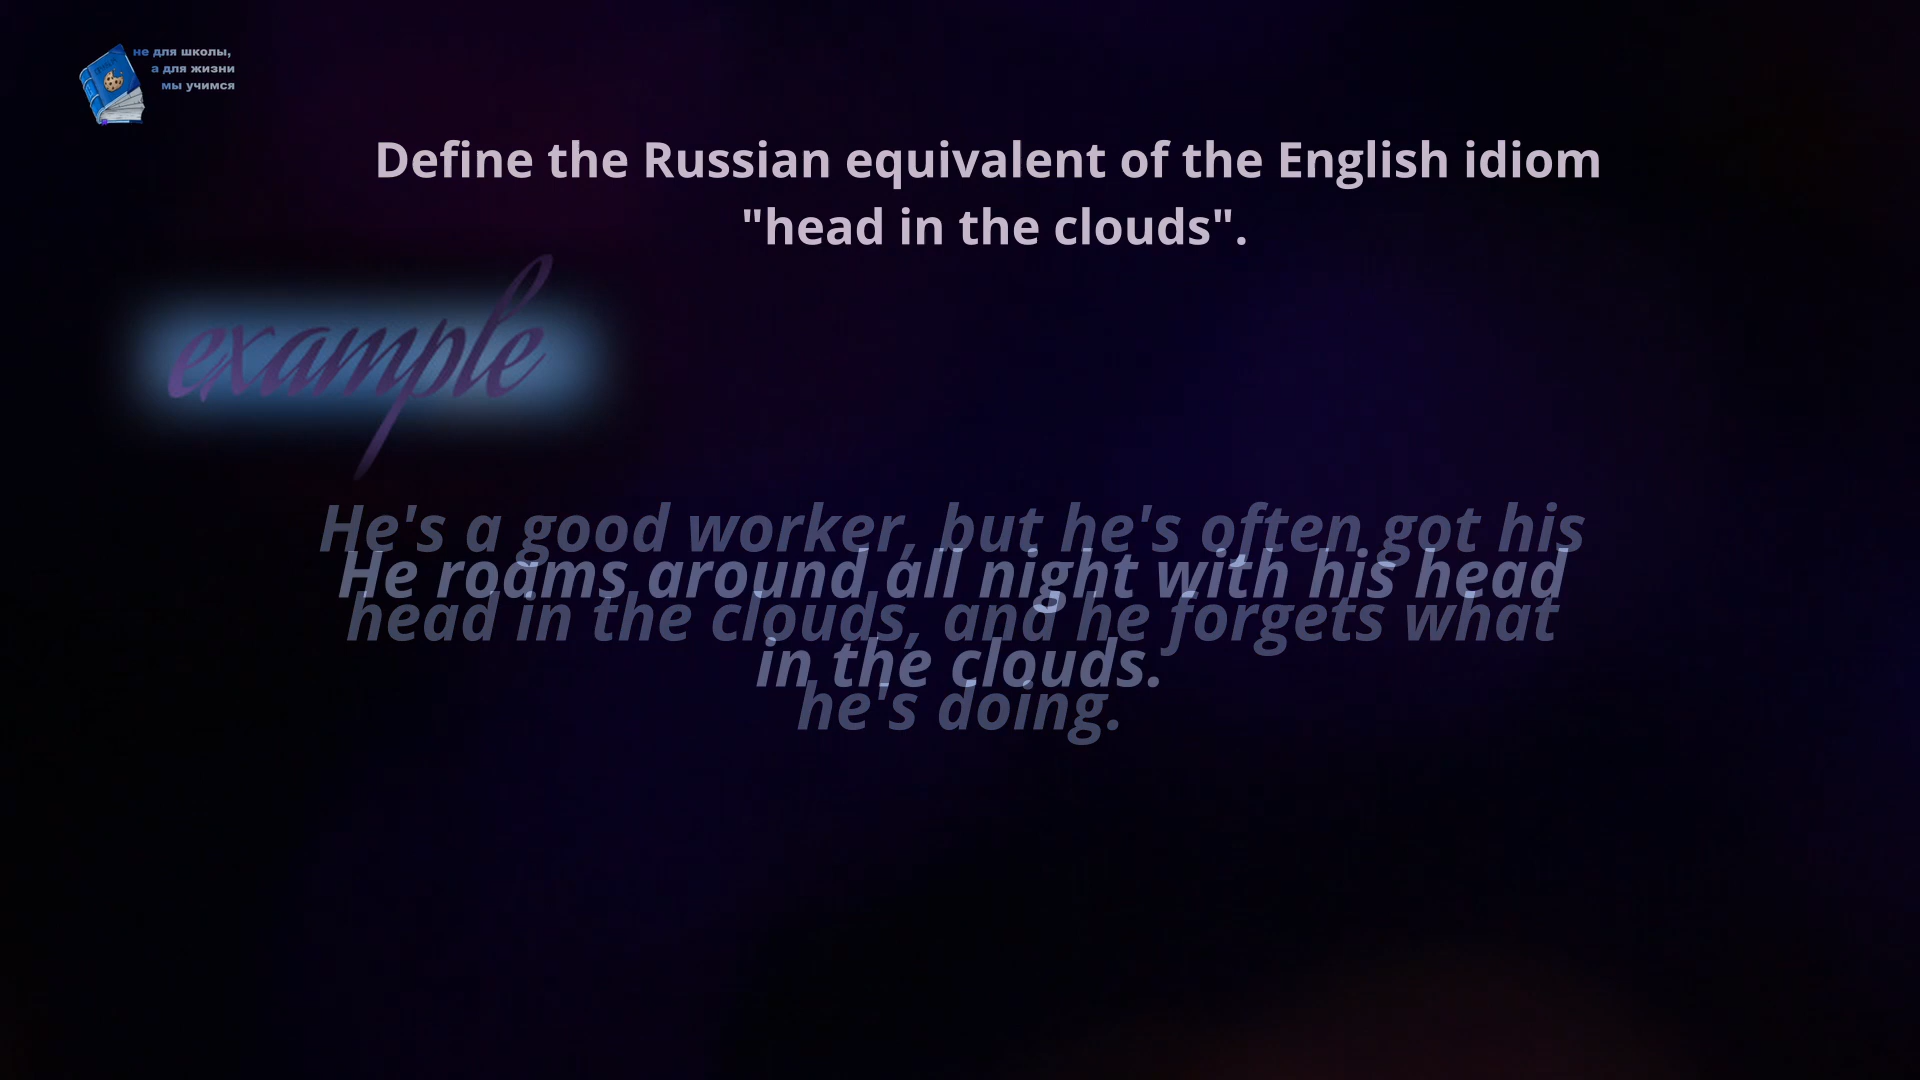 не для школы,
а для жизни
мы учимся
Define the Russian equivalent of the English idiom
"head in the clouds".
example
He's a good worker, but he's often got his
head in the clouds, and he forgets what
he's doing.
He roams around all night with his head
in the clouds.